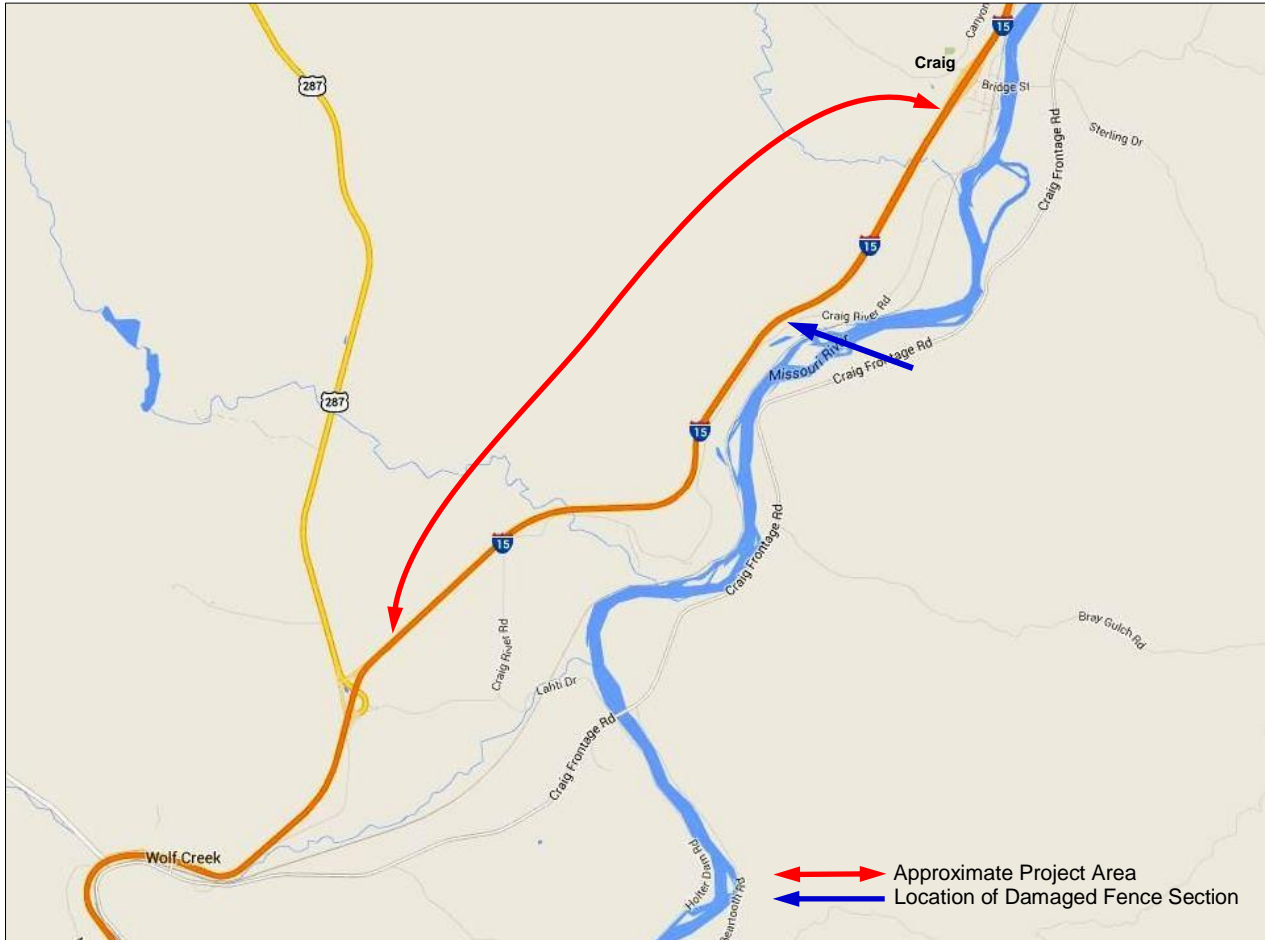 Canyon
15
Craig
287
Bridge St
Craig Frontage Rd
Sterling Dr
15
Craig River Rd
Missouri River
Craig Frontage Rd
287
15
15
Craig Frontage Rd
Craig River Rd
Bray Gulch Rd
Lahti Dr
Craig Frontage Rd
Wolf Creek
Holter Dam Rd
Beartooth Rd
Approximate Project Area
Location of Damaged Fence Section